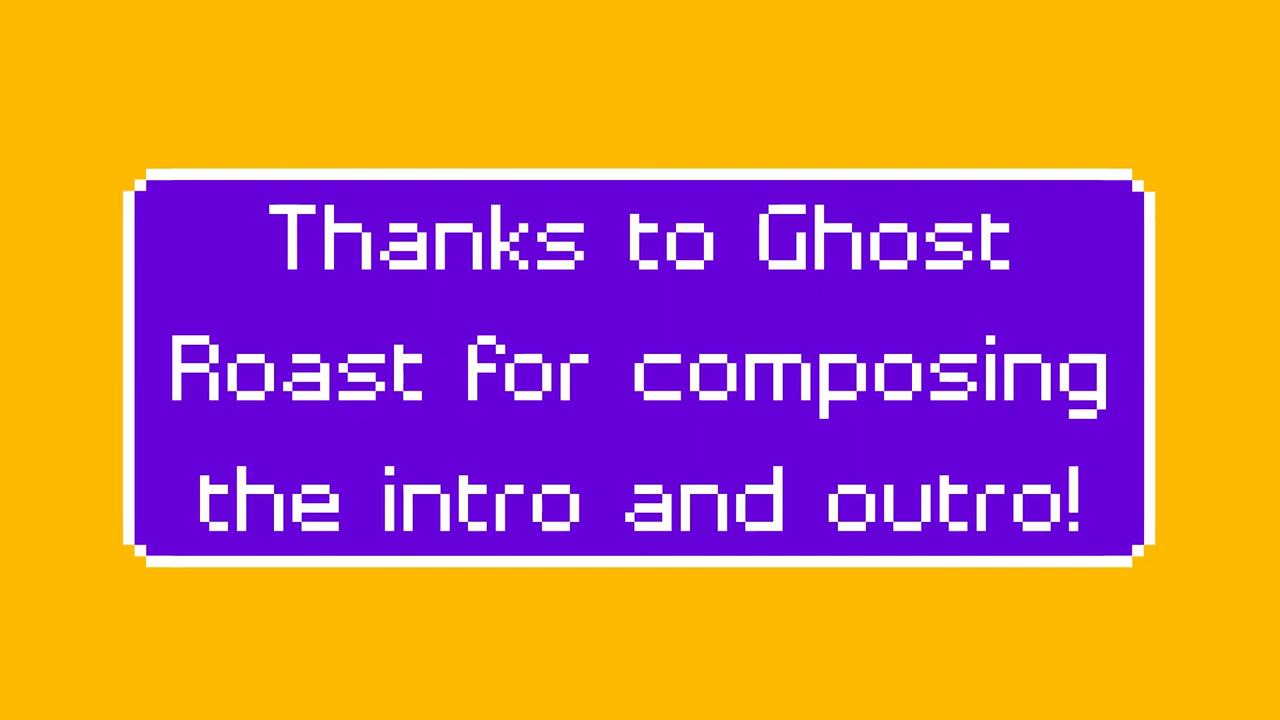 Thanks to Ghost
Roast for composing
the intro and outro!